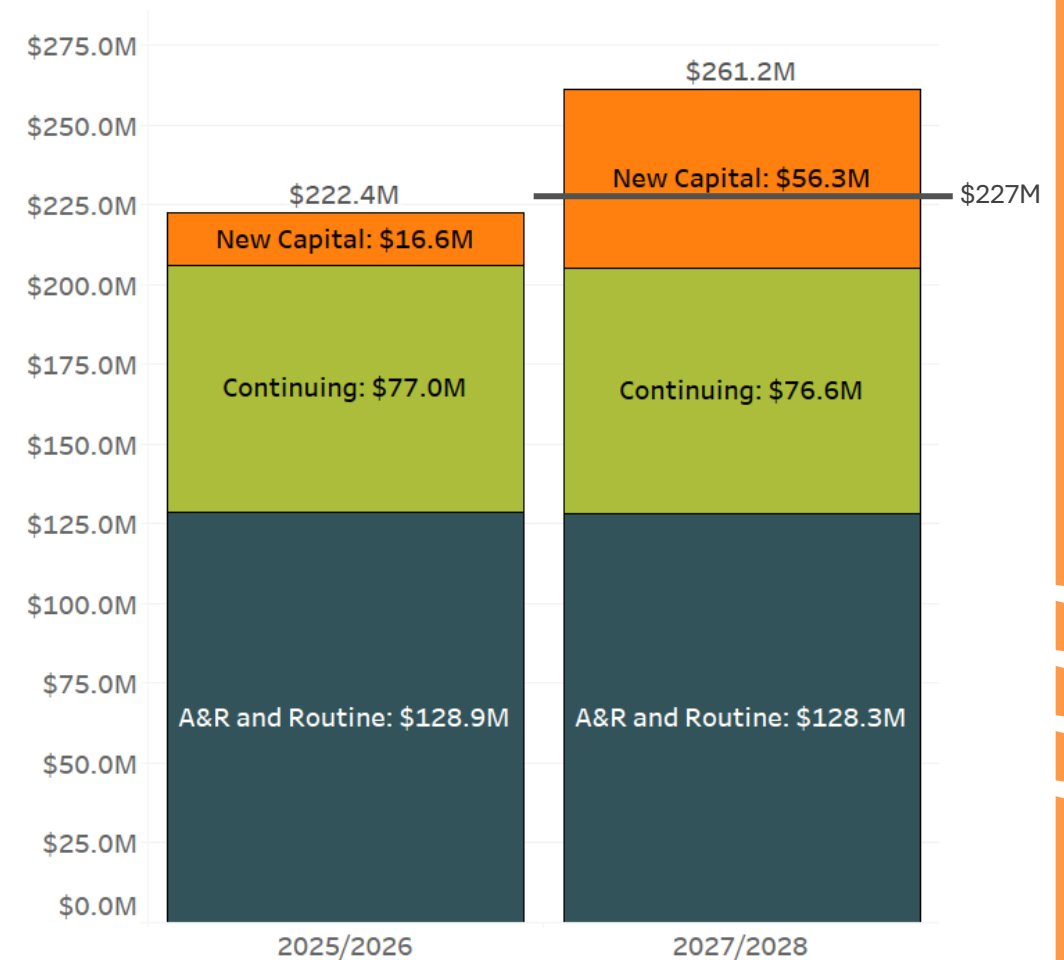 $275.0M
$261.2M
$250.0M
New Capital: $56.3M
$222.4M
$227M
$225.0M
New Capital: $16.6M
$200.0M
$175.0M
Continuing: $77.0M
Continuing: $76.6M
$150.0M
$125.0M
$100.0M
$75.0M
A&R and Routine: $128.9M
A&R and Routine: $128.3M
$50.0M
$25.0M
$0.0M
2025/2026
2027/2028